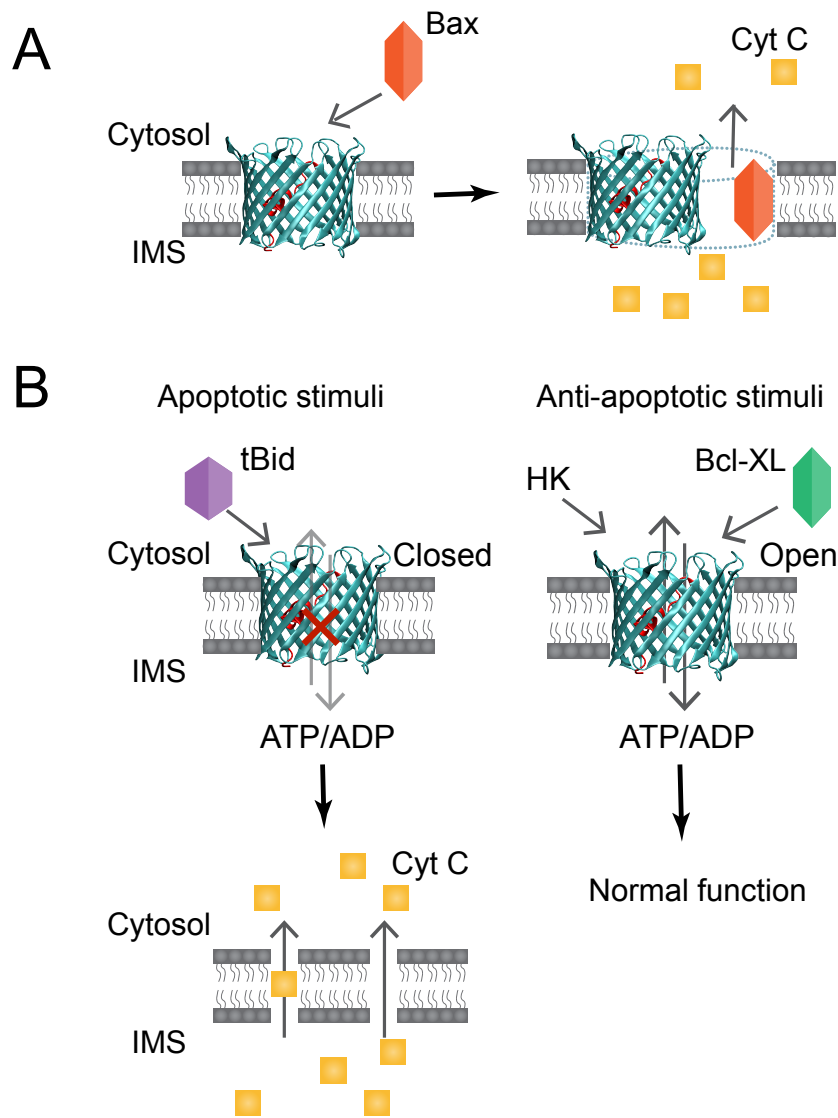 A
Bax
Cyt C
Cytosol
IMS
B
Apoptotic stimuli
Anti-apoptotic stimuli
tBid
HK
Bcl-XL
Cytosol
Closed
Open
IMS
ATP/ADP
ATP/ADP
Cyt C
Normal function
Cytosol
IMS